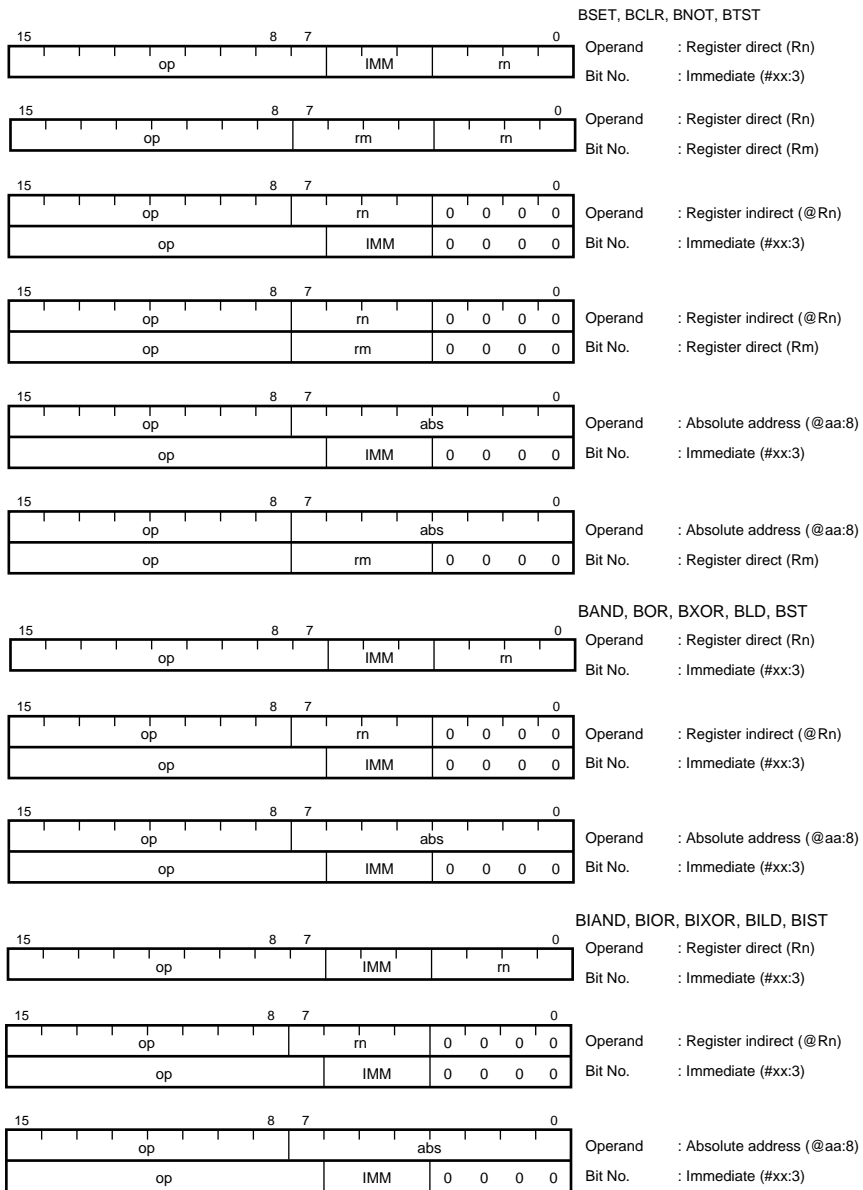 BSET, BCLR, BNOT, BTST
15 8 7 0
op IMM rn
Operand : Register direct (Rn)
Bit No. : Immediate (#xx:3)
15 8 7 0
op rm rn
Operand : Register direct (Rn)
Bit No. : Register direct (Rm)
15 8 7 0
op rn 0 0 0 0 Operand : Register indirect (@Rn)
op IMM 0 0 0 0 Bit No. : Immediate (#xx:3)
15 8 7 0
op rn 0 0 0 0 Operand : Register indirect (@Rn)
op rm 0 0 0 0 Bit No. : Register direct (Rm)
15 8 7 0
op abs Operand : Absolute address (@aa:8)
op IMM 0 0 0 0 Bit No. : Immediate (#xx:3)
15 8 7 0
op abs Operand : Absolute address (@aa:8)
op rm 0 0 0 0 Bit No. : Register direct (Rm)
BAND, BOR, BXOR, BLD, BST
15 8 7 0
op IMM rn
Operand : Register direct (Rn)
Bit No. : Immediate (#xx:3)
15 8 7 0
op rn 0 0 0 0 Operand : Register indirect (@Rn)
op IMM 0 0 0 0 Bit No. : Immediate (#xx:3)
15 8 7 0
op abs Operand : Absolute address (@aa:8)
op IMM 0 0 0 0 Bit No. : Immediate (#xx:3)
BIAND, BIOR, BIXOR, BILD, BIST
15 8 7 0
op IMM rn
Operand : Register direct (Rn)
Bit No. : Immediate (#xx:3)
15 8 7 0
op rn 0 0 0 0 Operand : Register indirect (@Rn)
op IMM 0 0 0 0 Bit No. : Immediate (#xx:3)
15 8 7 0
op abs Operand : Absolute address (@aa:8)
op IMM 0 0 0 0 Bit No. : Immediate (#xx:3)